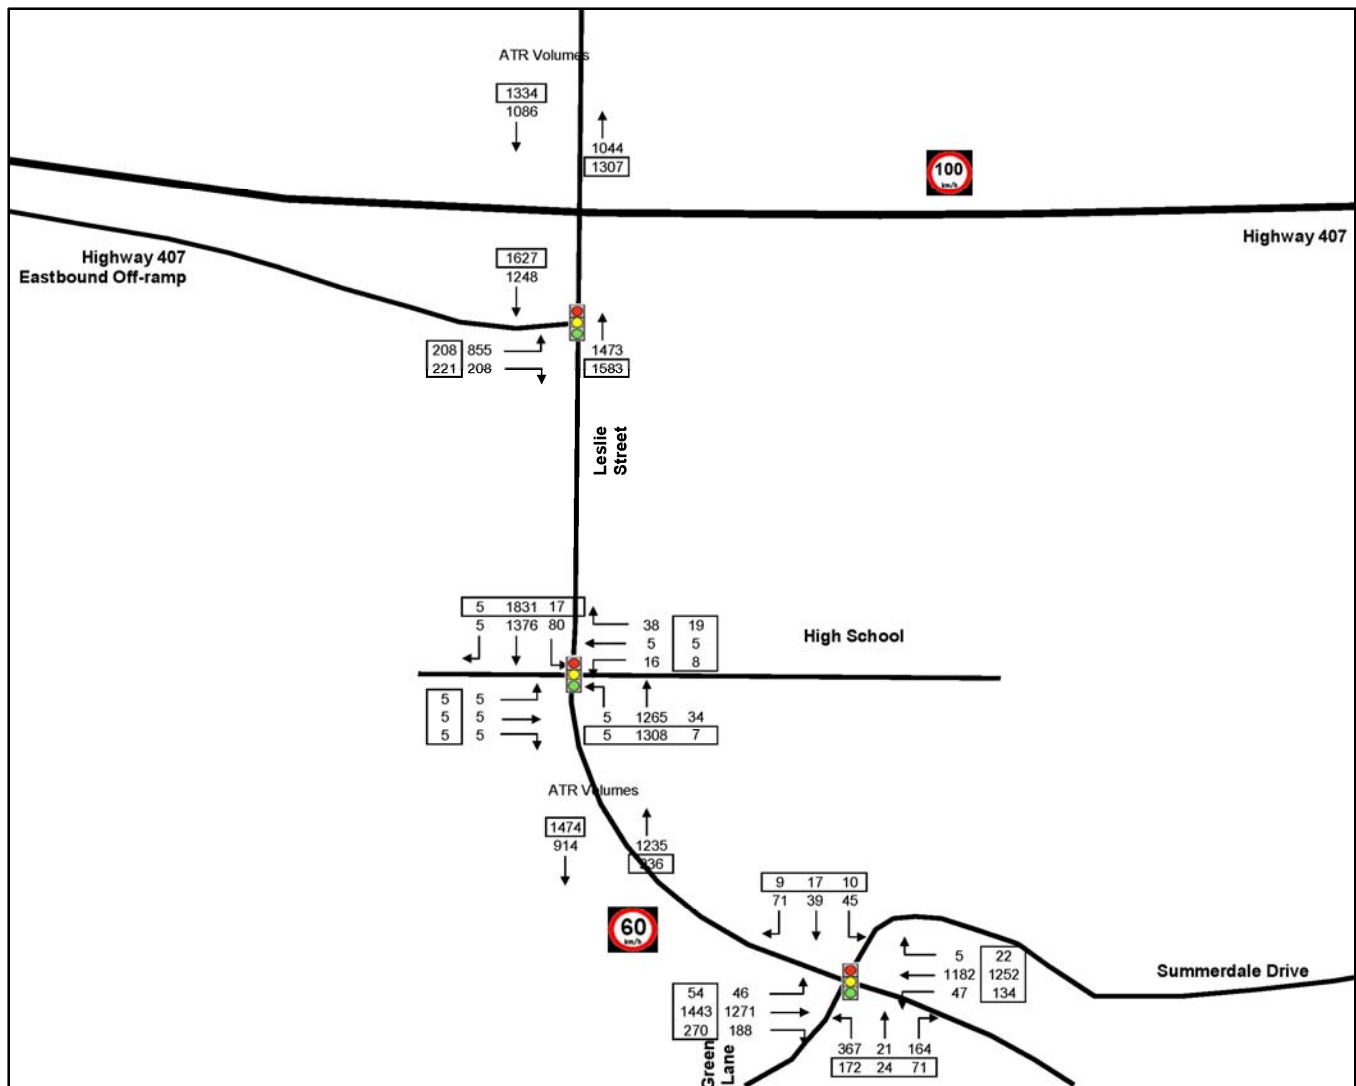 ATR Volumes
1334
1086
1044
1307
100
km/h
Highway 407
Highway 407
Eastbound Off-ramp
1627
1248
208 855
221 208
1473
1583
Leslie
Street
5 1831 17
5 1376 80
38 19
5 5
16 8
High School
5 5
5 5
5 5
5 1265 34
5 1308 7
ATR Volumes
1474
914
1235
936
60
km/h
9 17 10
71 39 45
5 22
1182 1252
47 134
Summerdale Drive
54 46
1443 1271
270 188
Green
Lane
367 21 164
172 24 71